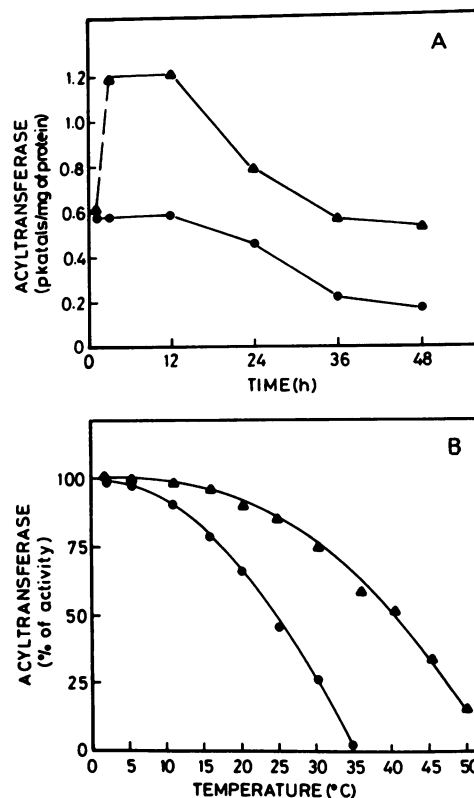 A
ACYLTRANSFERASE
(pkatals/mg of protein)
1.2
1.0
0.8
0.6
0.4
0.2
0
0 12 24 36 48
TIME(h)
B
ACYLTRANSFERASE
(% of activity)
100
75
50
25
0
0 5 10 15 20 25 30 35 40 45 50
TEMPERATURE(°C)